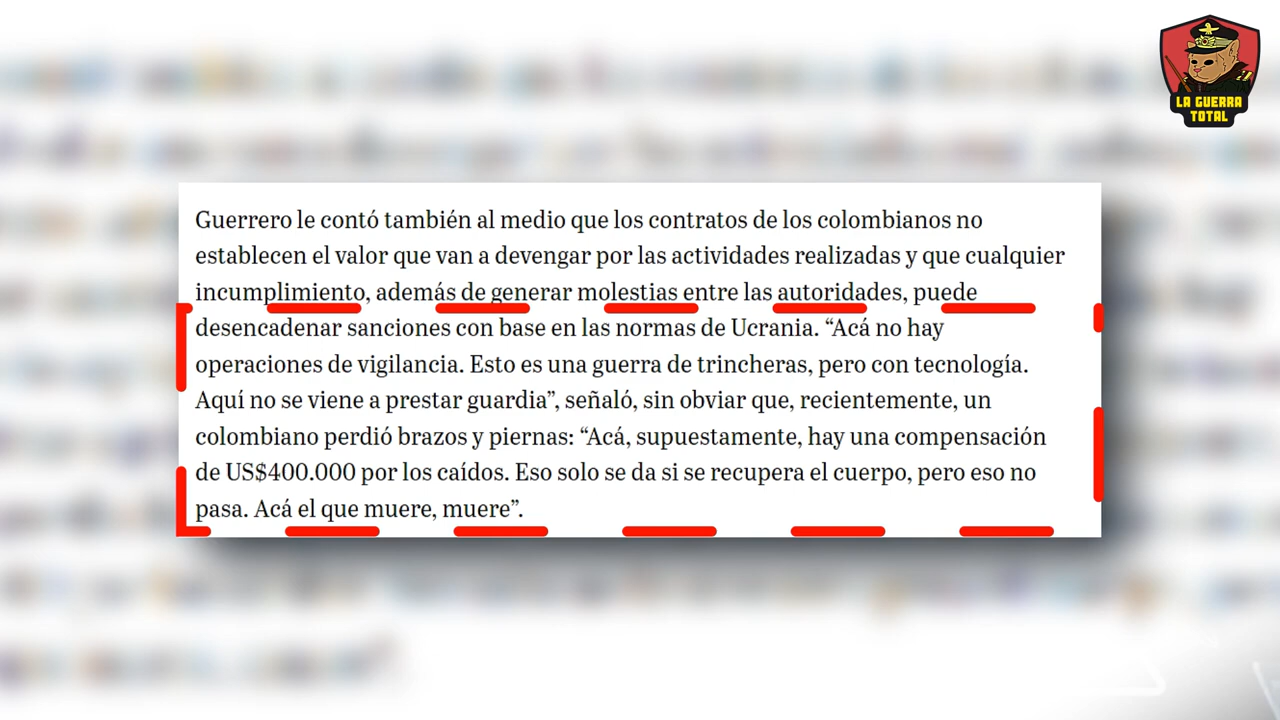 LA GUERRA
TOTAL
Guerrero le contó también al medio que los contratos de los colombianos no
establecen el valor que van a devengar por las actividades realizadas y que cualquier
incumplimiento, además de generar molestias entre las autoridades, puede
desencadenar sanciones con base en las normas de Ucrania. “Acá no hay
operaciones de vigilancia. Esto es una guerra de trincheras, pero con tecnología.
Aquí no se viene a prestar guardia”, señaló, sin obviar que, recientemente, un
colombiano perdió brazos y piernas: “Acá, supuestamente, hay una compensación
de US$400.000 por los caídos. Eso solo se da si se recupera el cuerpo, pero eso no
pasa. Acá el que muere, muere”.